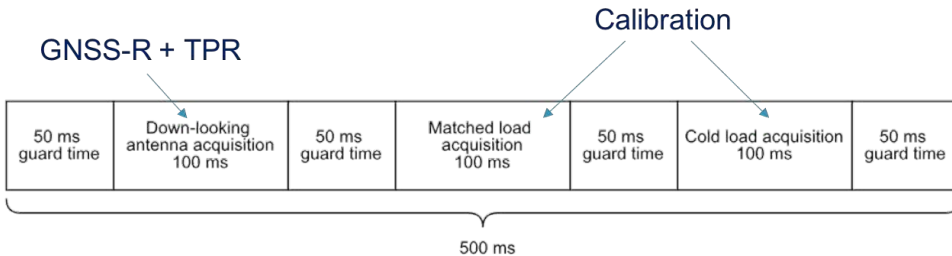 Calibration
GNSS-R + TPR
50 ms
guard time
Down-looking
antenna acquisition
100 ms
50 ms
guard time
Matched load
acquisition
100 ms
50 ms
guard time
Cold load acquisition
100 ms
50 ms
guard time
500 ms